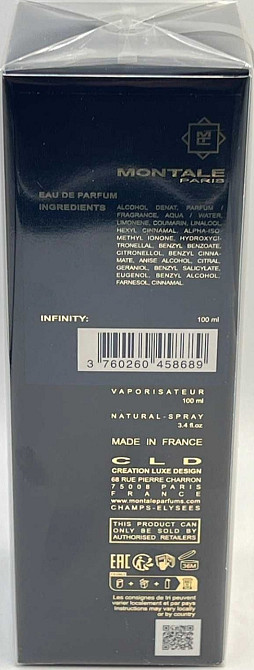 MONTALE
PARIS
EAU DE PARFUM
INGREDIENTS
ALCOHOL DENAT, PARFUM /
FRAGRANCE, AQUA / WATER,
LIMONENE, COUMARIN, LINALOOL,
HEXYL CINNAMAL, ALPHA-ISO-
METHYL IONONE, HYDROXYCI-
TRONELLAL, BENZYL BENZOATE,
CITRONELLOL, BENZYL CINNA-
MATE, ANISE ALCOHOL, CITRAL,
GERANIOL, BENZYL SALICYLATE,
EUGENOL, BENZYL ALCOHOL,
FARNESOL, CINNAMAL
INFINITY: 100 ml
3 760260 458689
VAPORISATEUR
100 ml
NATURAL-SPRAY
3.4 fl.oz
MADE IN FRANCE
CLD
CREATION LUXE DESIGN
68 RUE PIERRE CHARRON
75008 PARIS
FRANCE
www.montaleparfums.com
CHAMPS-ELYSEES
THIS PRODUCT CAN
ONLY BE SOLD BY
AUTHORISED RETAILERS
EAC
36M
Les consignes de tri peuvent
varier localement et par pays
Instructions may vary locally
or by country